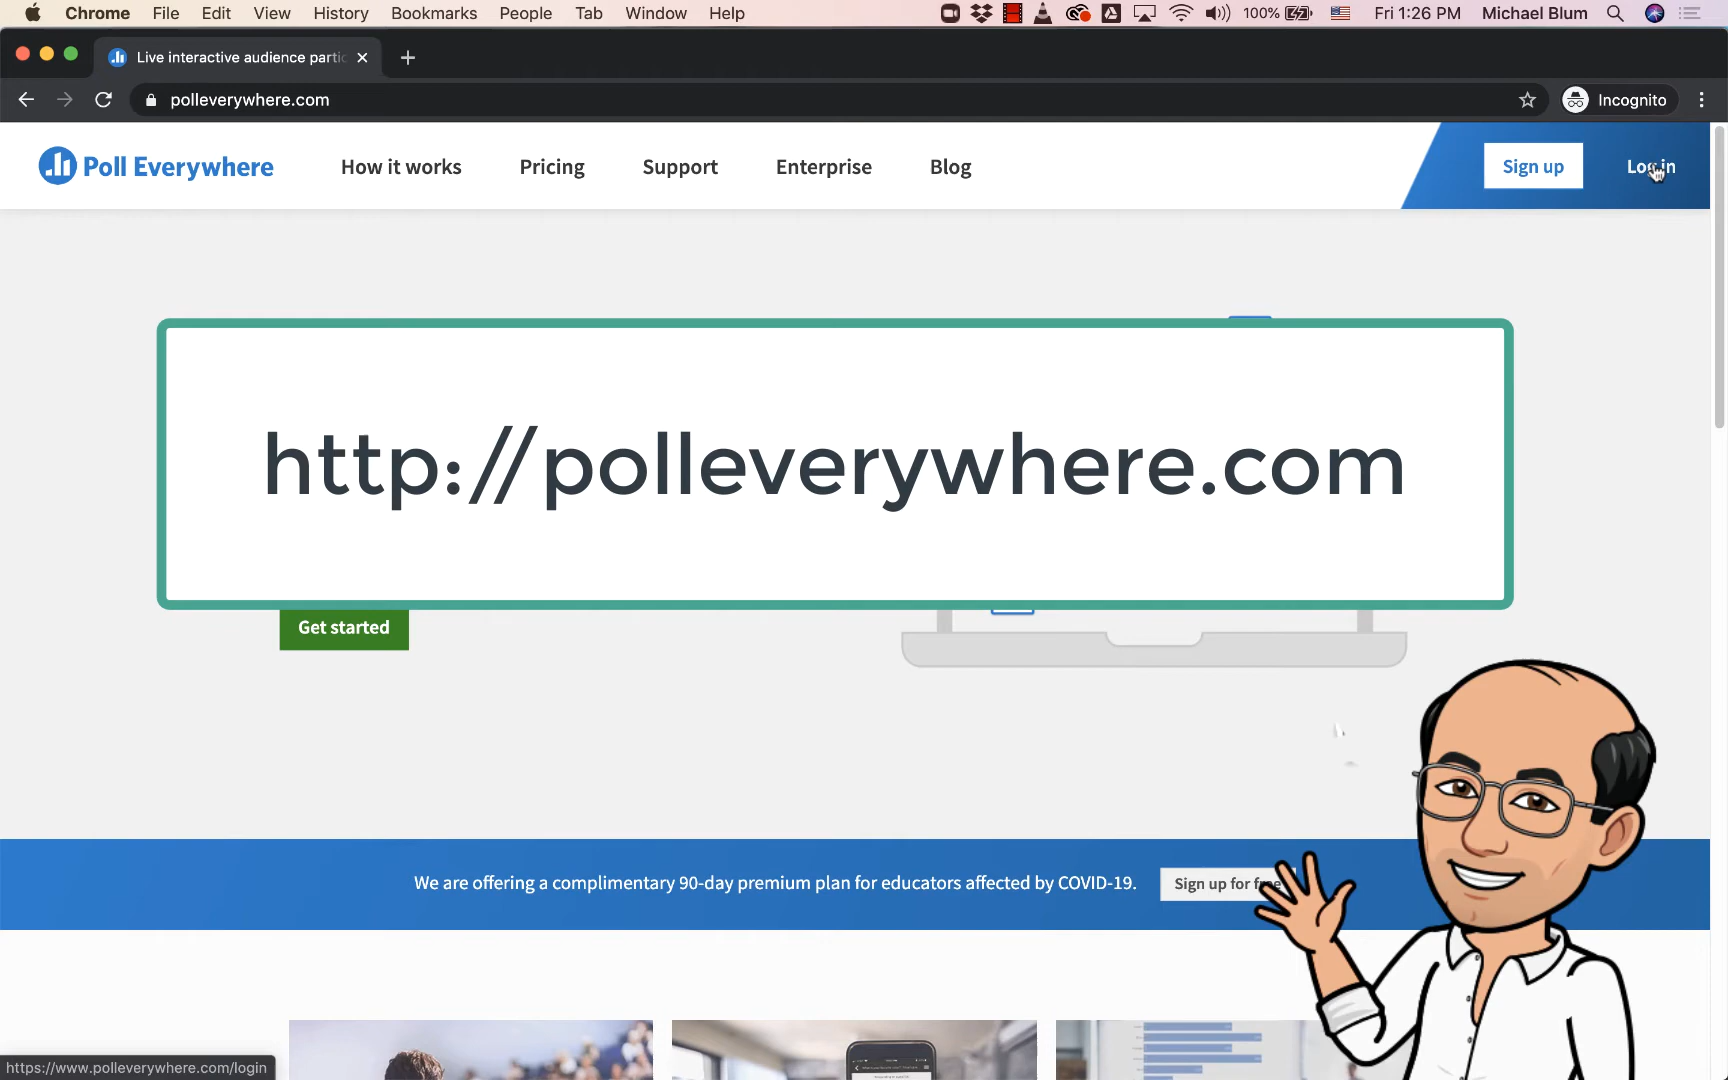 Chrome File Edit View History Bookmarks People Tab Window Help 100% Fri 1:26 PM Michael Blum
Live interactive audience partic
polleverywhere.com Incognito
Poll Everywhere How it works Pricing Support Enterprise Blog Sign up Log in
http://polleverywhere.com
Get started
We are offering a complimentary 90-day premium plan for educators affected by COVID-19. Sign up for free
https://www.polleverywhere.com/login